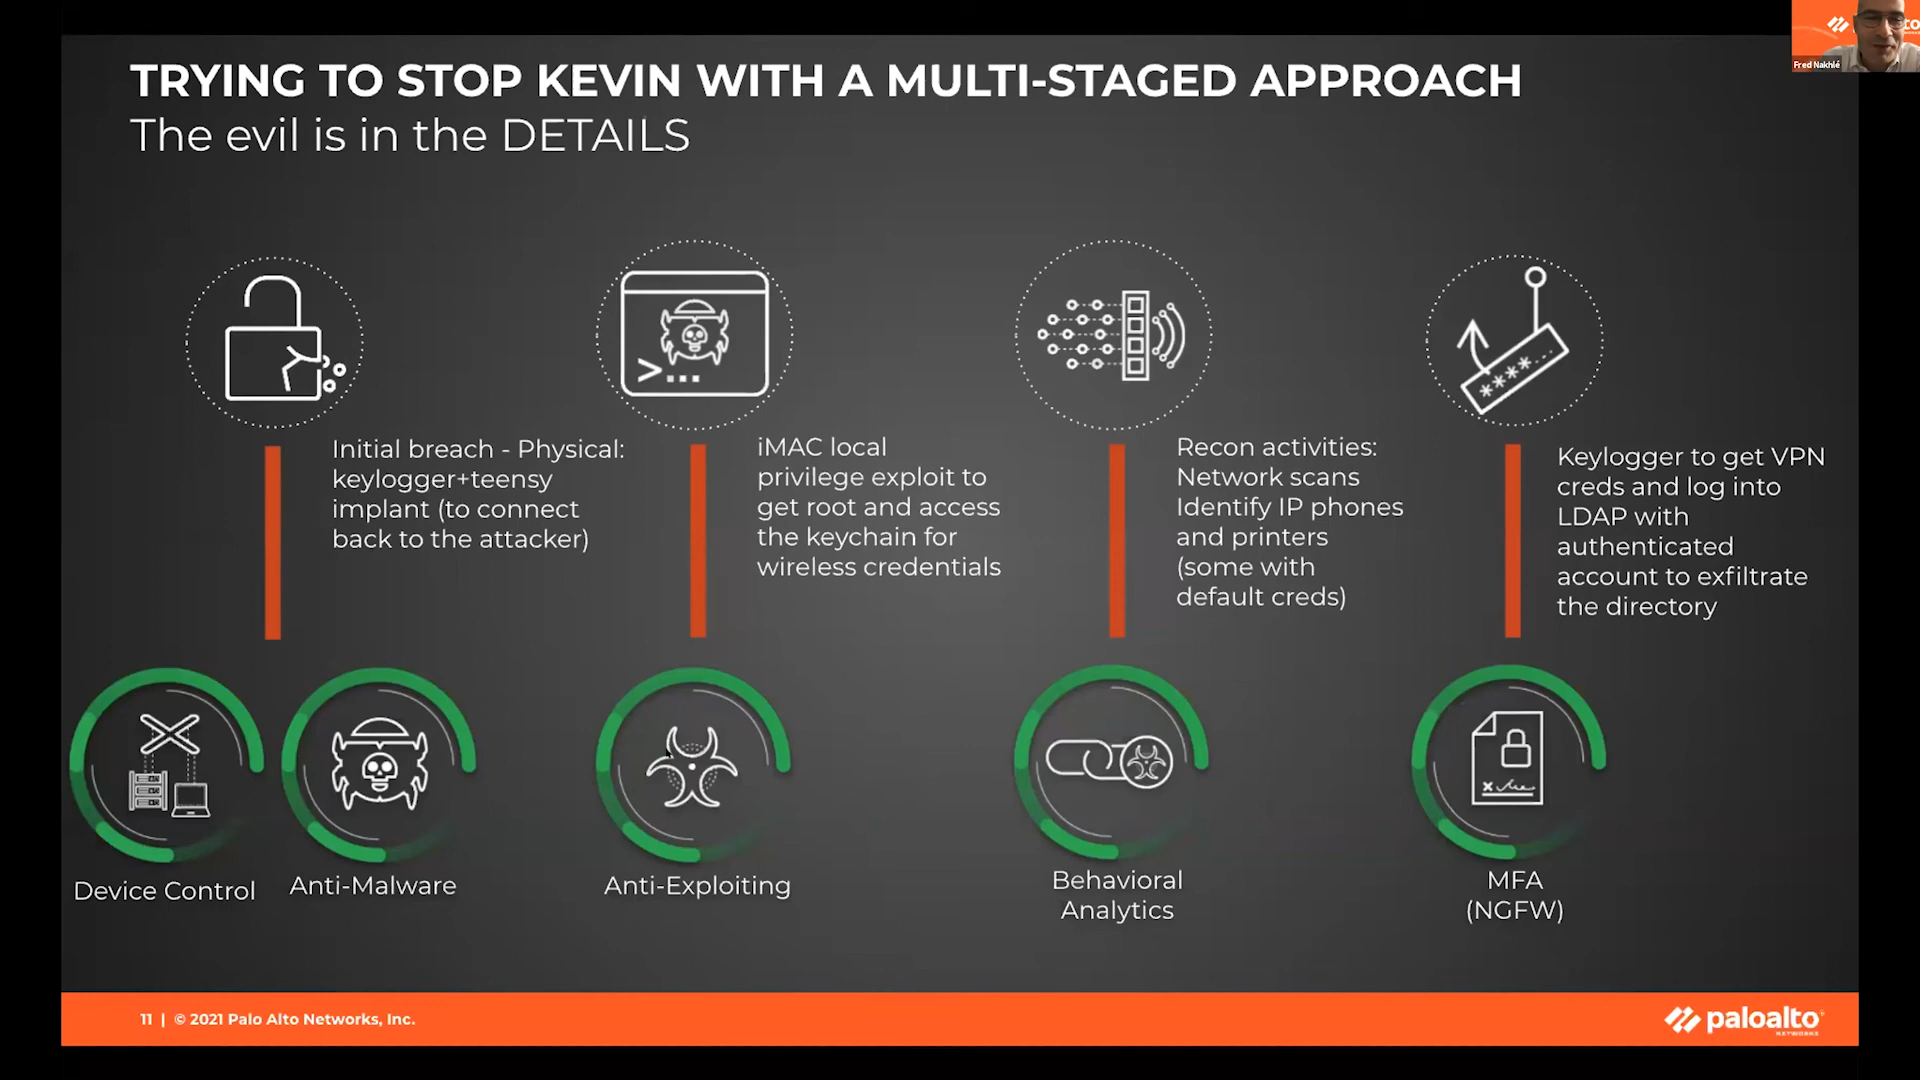 TRYING TO STOP KEVIN WITH A MULTI-STAGED APPROACH
The evil is in the DETAILS
Fred Nakhlé
Initial breach - Physical:
keylogger+teensy
implant (to connect
back to the attacker)
iMAC local
privilege exploit to
get root and access
the keychain for
wireless credentials
Recon activities:
Network scans
Identify IP phones
and printers
(some with
default creds)
Keylogger to get VPN
creds and log into
LDAP with
authenticated
account to exfiltrate
the directory
>...
****...
Device Control
Anti-Malware
Anti-Exploiting
Behavioral
Analytics
MFA
(NGFW)
11 | © 2021 Palo Alto Networks, Inc.
paloalto
NETWORKS